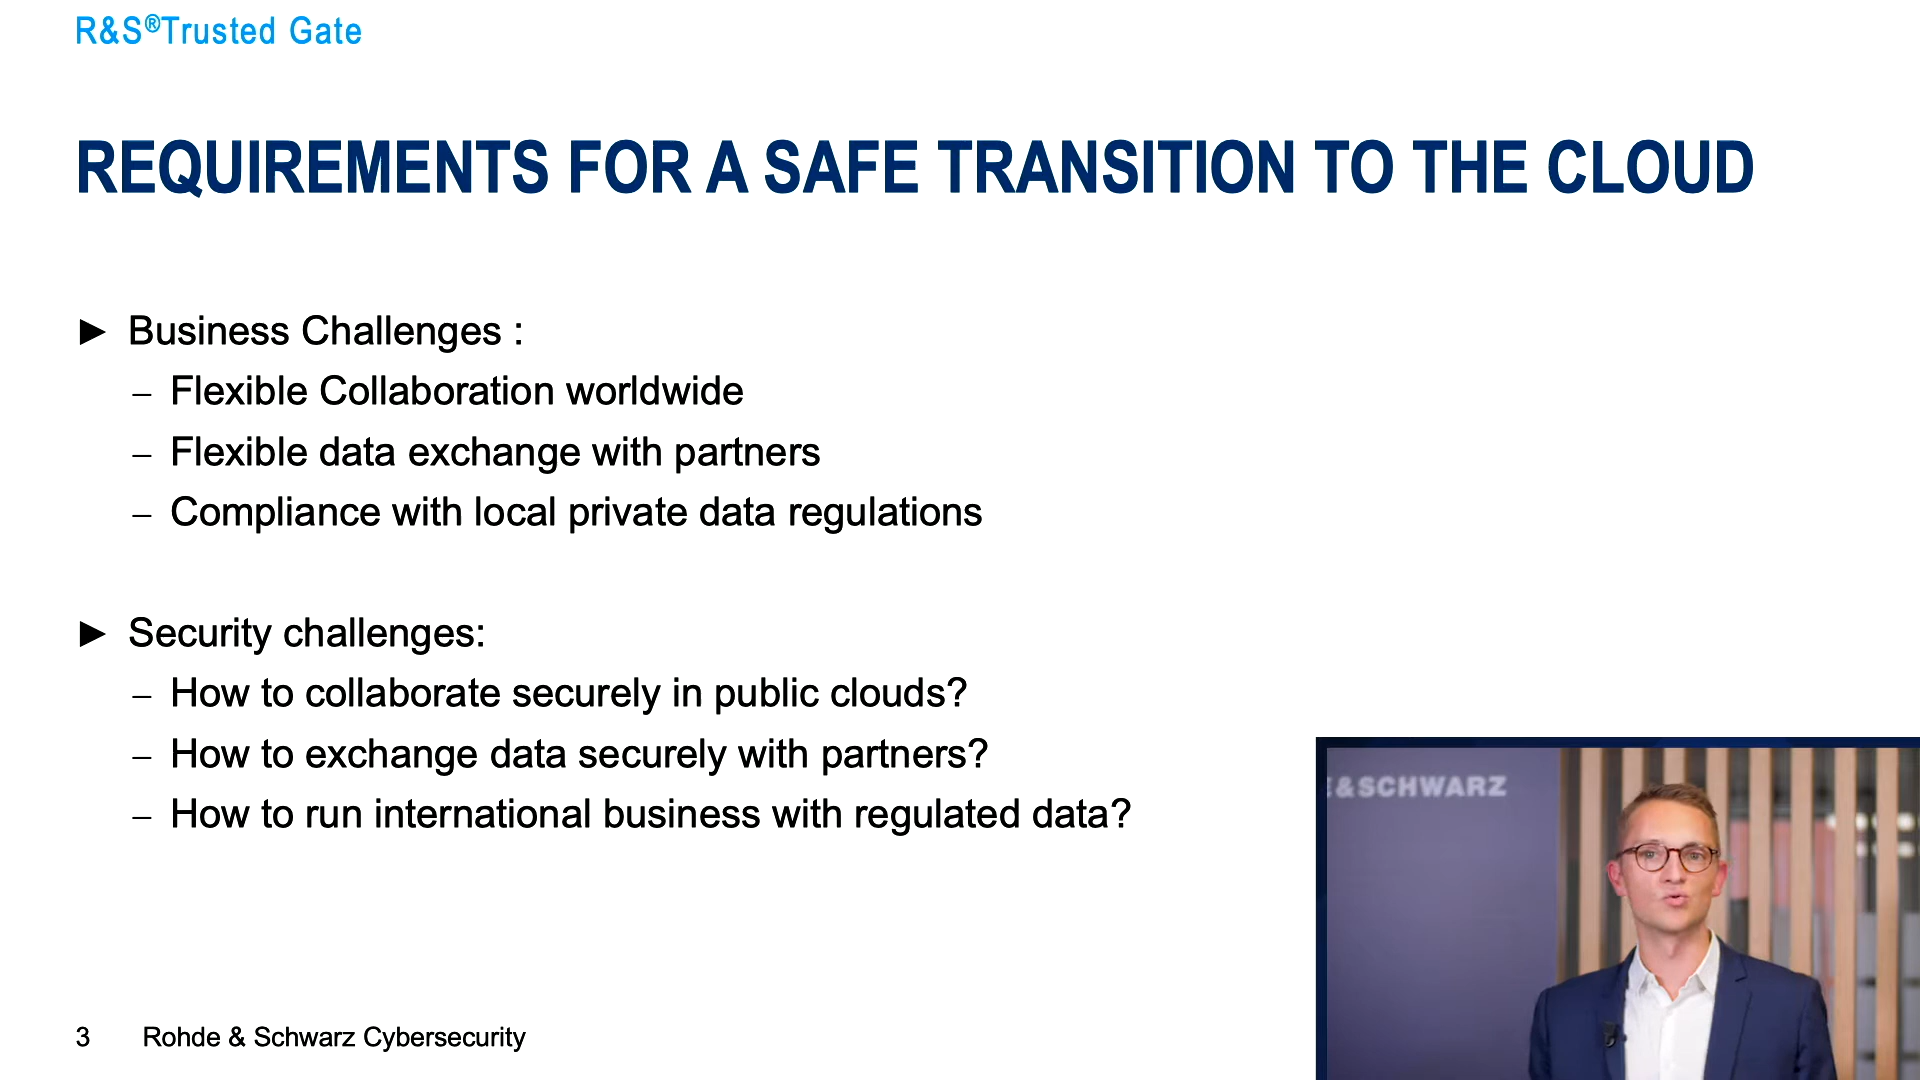 R&S®Trusted Gate
REQUIREMENTS FOR A SAFE TRANSITION TO THE CLOUD
► Business Challenges :
– Flexible Collaboration worldwide
– Flexible data exchange with partners
– Compliance with local private data regulations
► Security challenges:
– How to collaborate securely in public clouds?
– How to exchange data securely with partners?
– How to run international business with regulated data?
&SCHWARZ
3 Rohde & Schwarz Cybersecurity